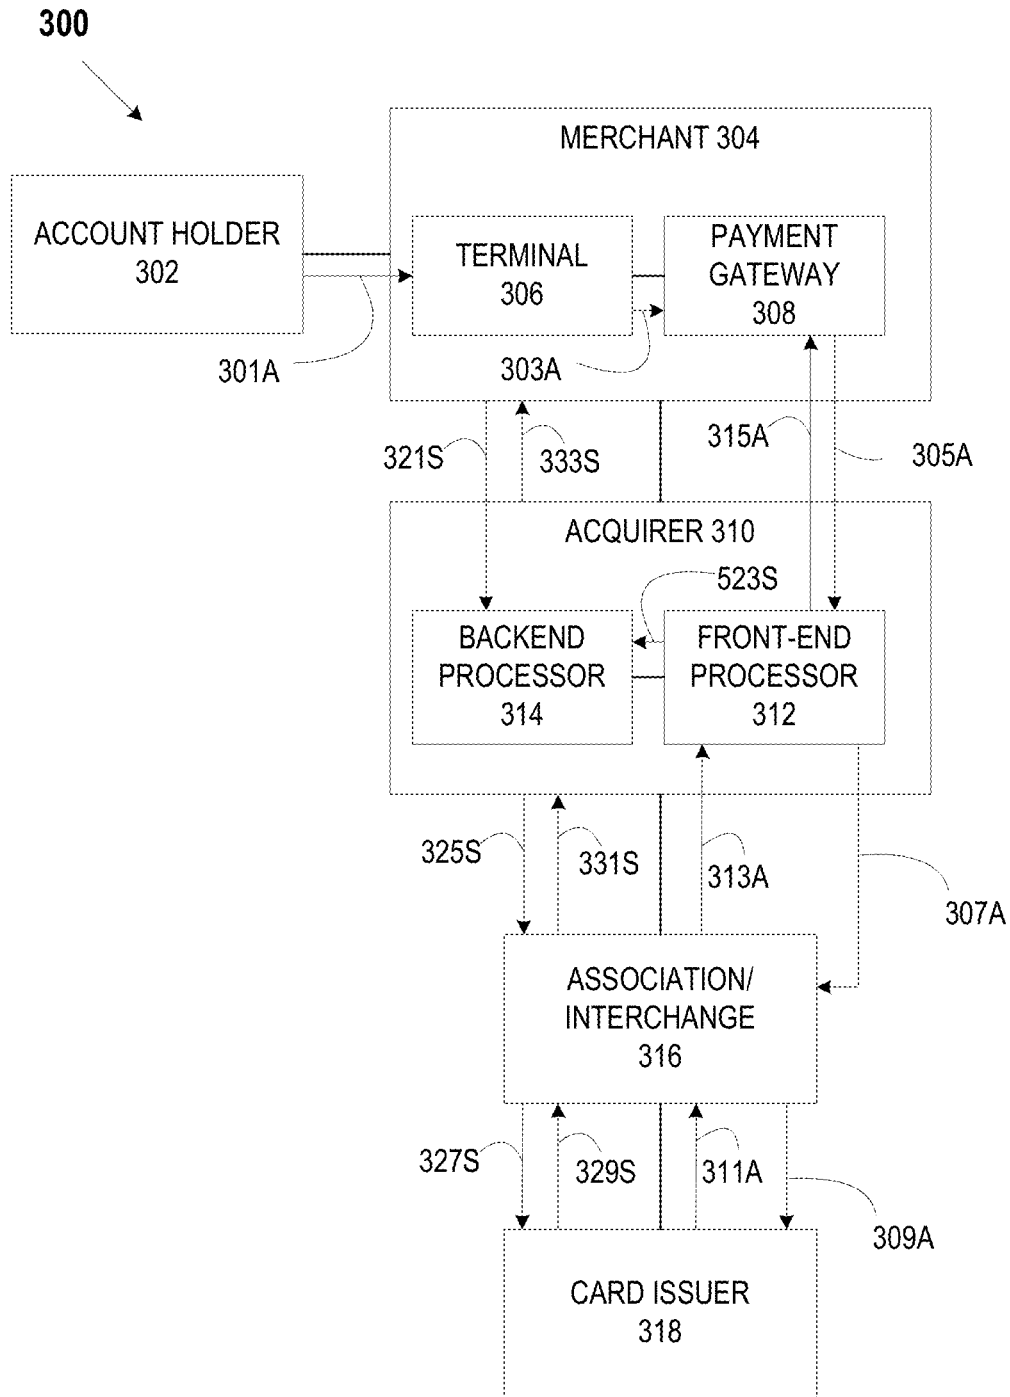 300
MERCHANT 304
ACCOUNT HOLDER
302
TERMINAL
306
PAYMENT
GATEWAY
308
301A
303A
321S
333S
315A
305A
ACQUIRER 310
523S
BACKEND
PROCESSOR
314
FRONT-END
PROCESSOR
312
325S
331S
313A
307A
ASSOCIATION/
INTERCHANGE
316
327S
329S
311A
309A
CARD ISSUER
318